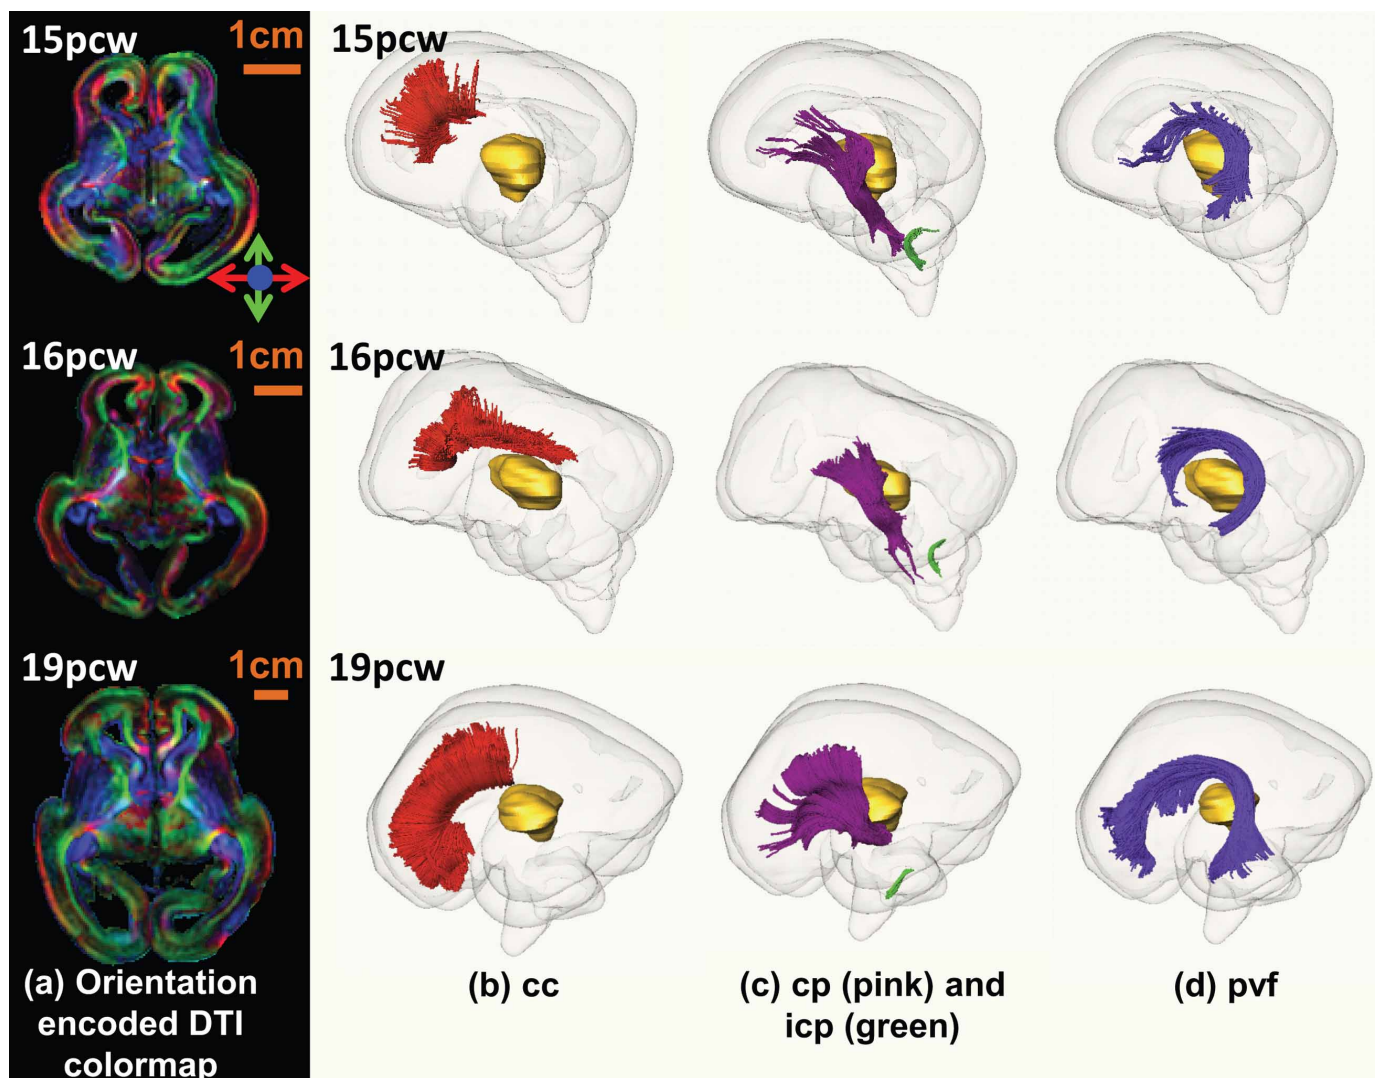 15pcw
1cm
15pcw
16pcw
1cm
16pcw
19pcw
1cm
19pcw
(a) Orientation
encoded DTI
colormap
(b) cc
(c) cp (pink) and
icp (green)
(d) pvf